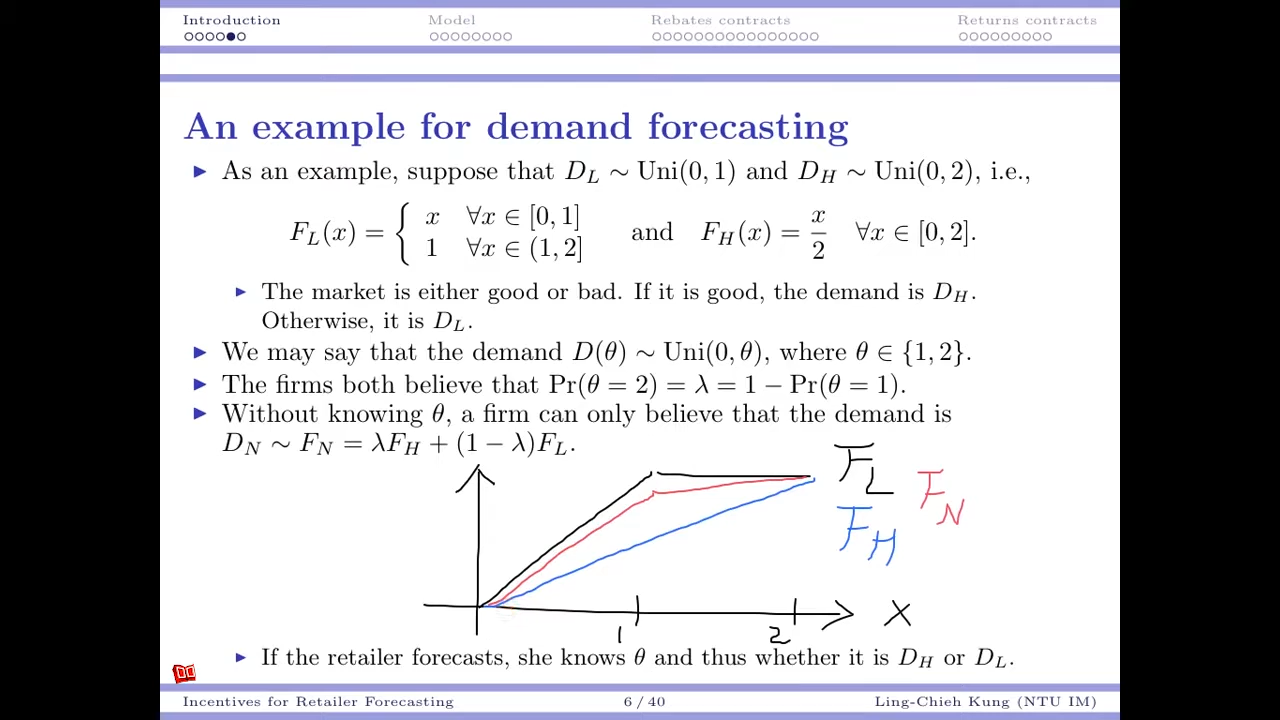 Introduction Model Rebates contracts Returns contracts
An example for demand forecasting
▶ As an example, suppose that D_L ∼ Uni(0, 1) and D_H ∼ Uni(0, 2), i.e.,
F_L(x) = { x ∀x ∈ [0, 1]
1 ∀x ∈ (1, 2]
and F_H(x) = x/2 ∀x ∈ [0, 2].
▶ The market is either good or bad. If it is good, the demand is D_H.
Otherwise, it is D_L.
▶ We may say that the demand D(θ) ∼ Uni(0, θ), where θ ∈ {1, 2}.
▶ The firms both believe that Pr(θ = 2) = λ = 1 − Pr(θ = 1).
▶ Without knowing θ, a firm can only believe that the demand is
D_N ∼ F_N = λF_H + (1 − λ)F_L.
F_L F_N
F_H
1 2 X
▶ If the retailer forecasts, she knows θ and thus whether it is D_H or D_L.
Incentives for Retailer Forecasting 6 / 40 Ling-Chieh Kung (NTU IM)